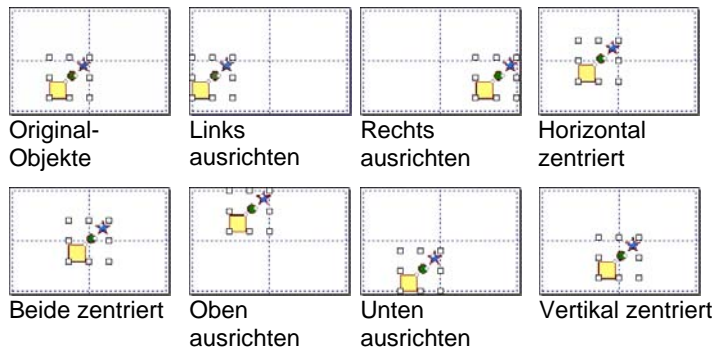 Original-
Objekte
Links
ausrichten
Rechts
ausrichten
Horizontal
zentriert
Beide zentriert
Oben
ausrichten
Unten
ausrichten
Vertikal zentriert